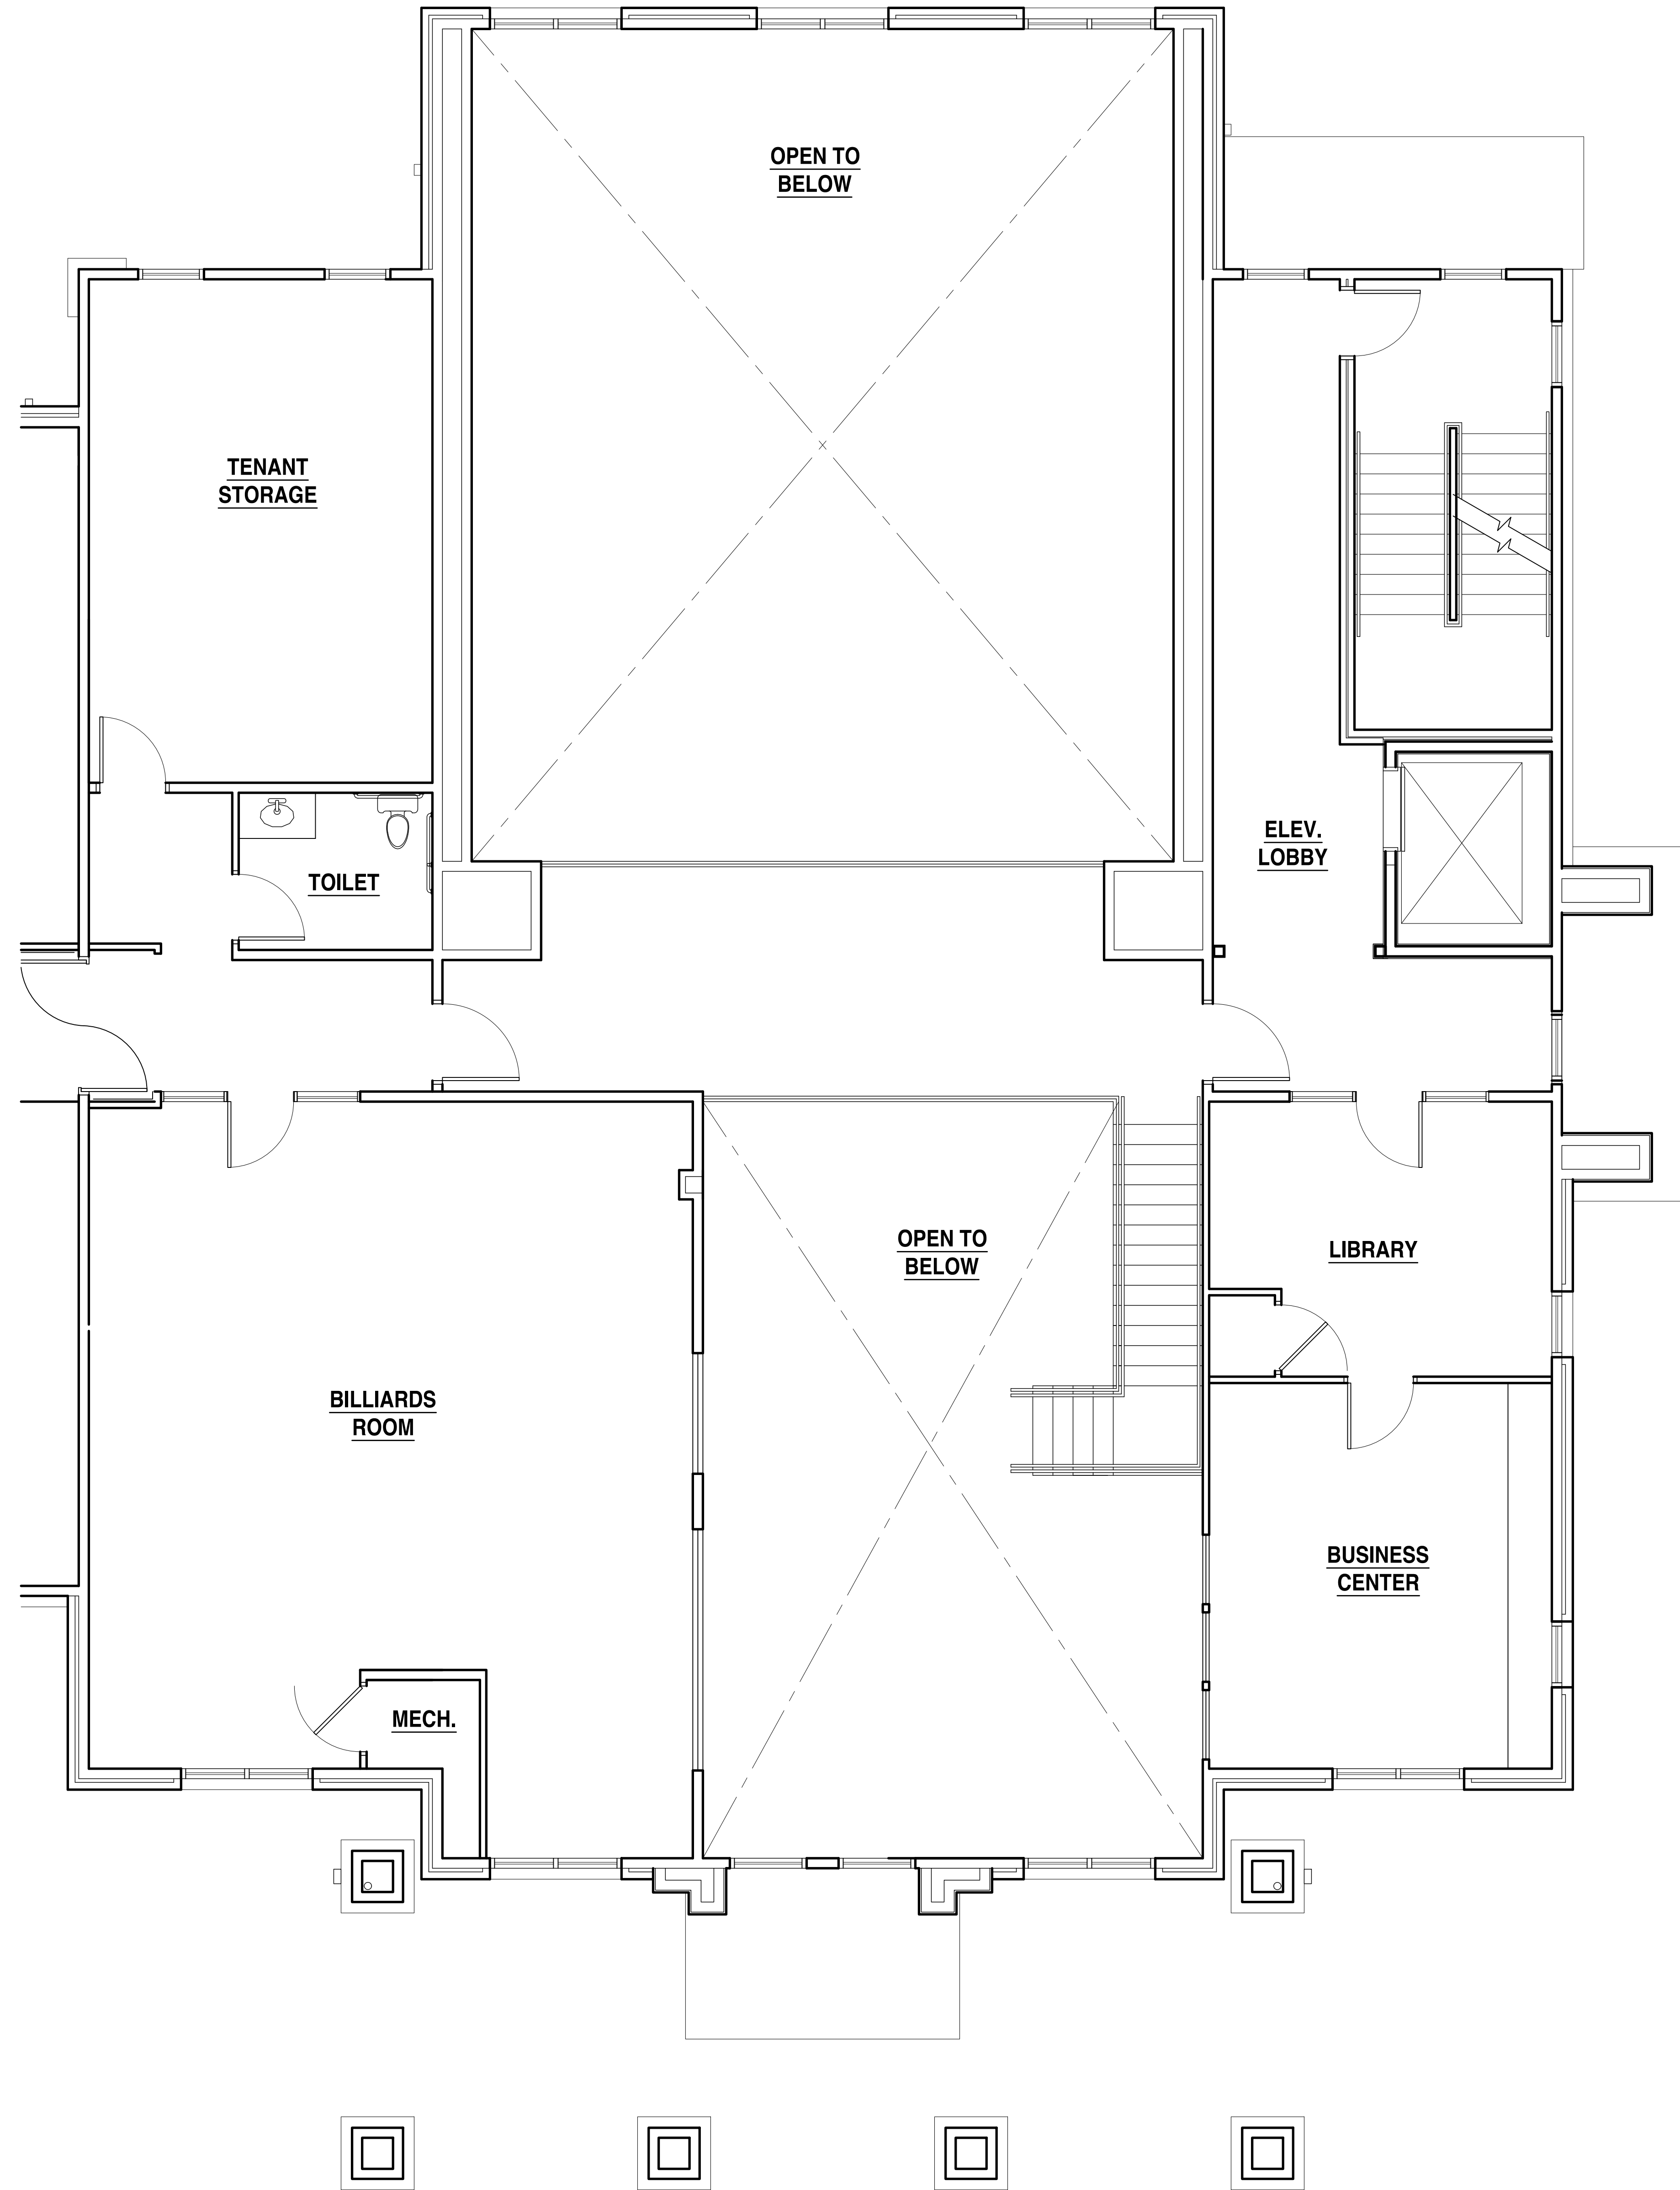 OPEN TO
BELOW
TENANT
STORAGE
ELEV.
LOBBY
TOILET
OPEN TO
BELOW
LIBRARY
BILLIARDS
ROOM
BUSINESS
CENTER
MECH.